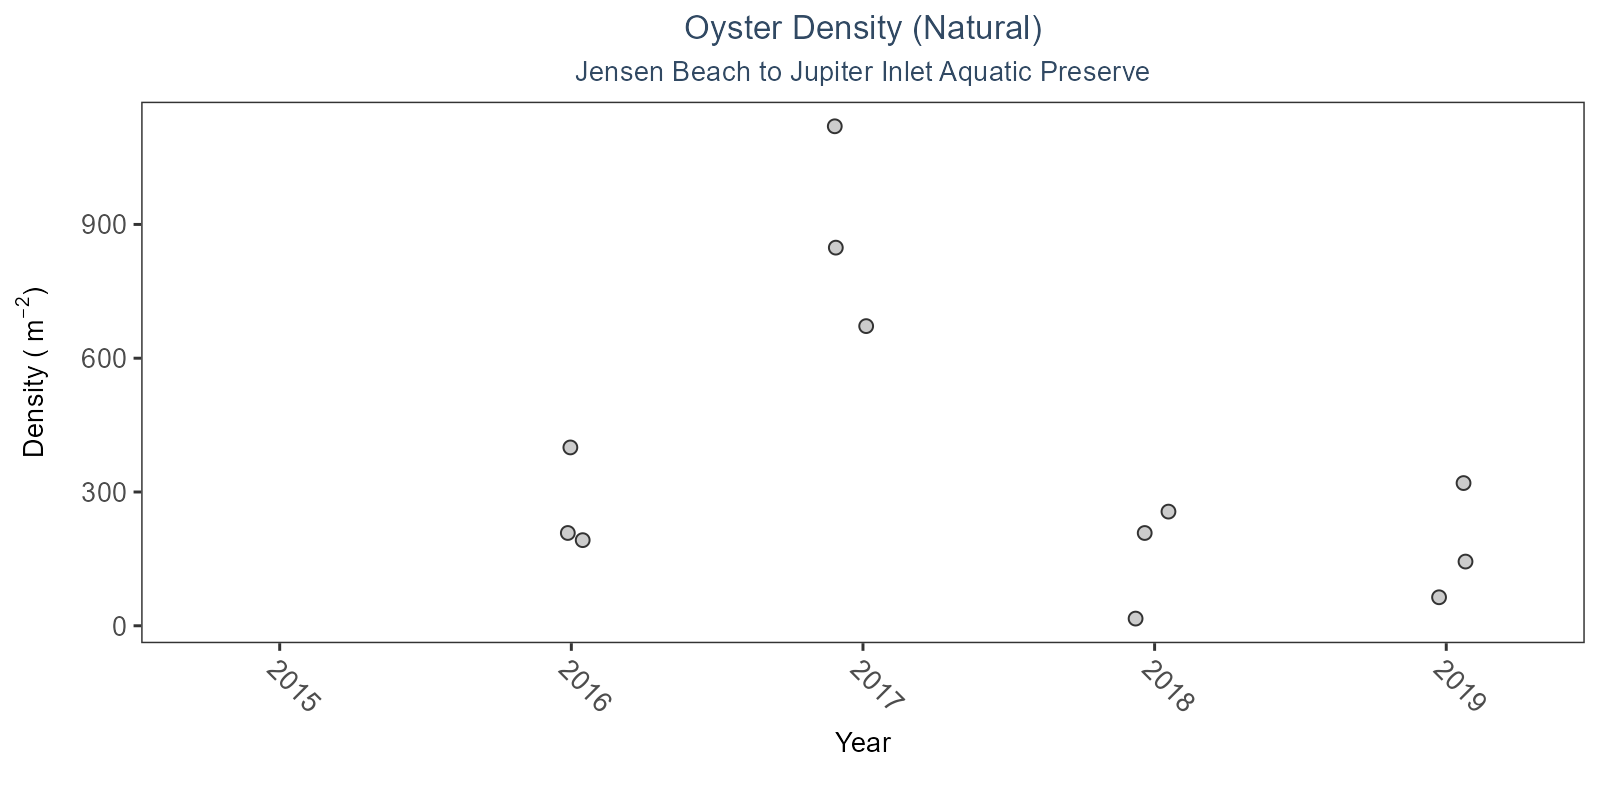 Oyster Density (Natural)
Jensen Beach to Jupiter Inlet Aquatic Preserve
Density ( m⁻²)
900
600
300
0
2015 2016 2017 2018 2019
Year